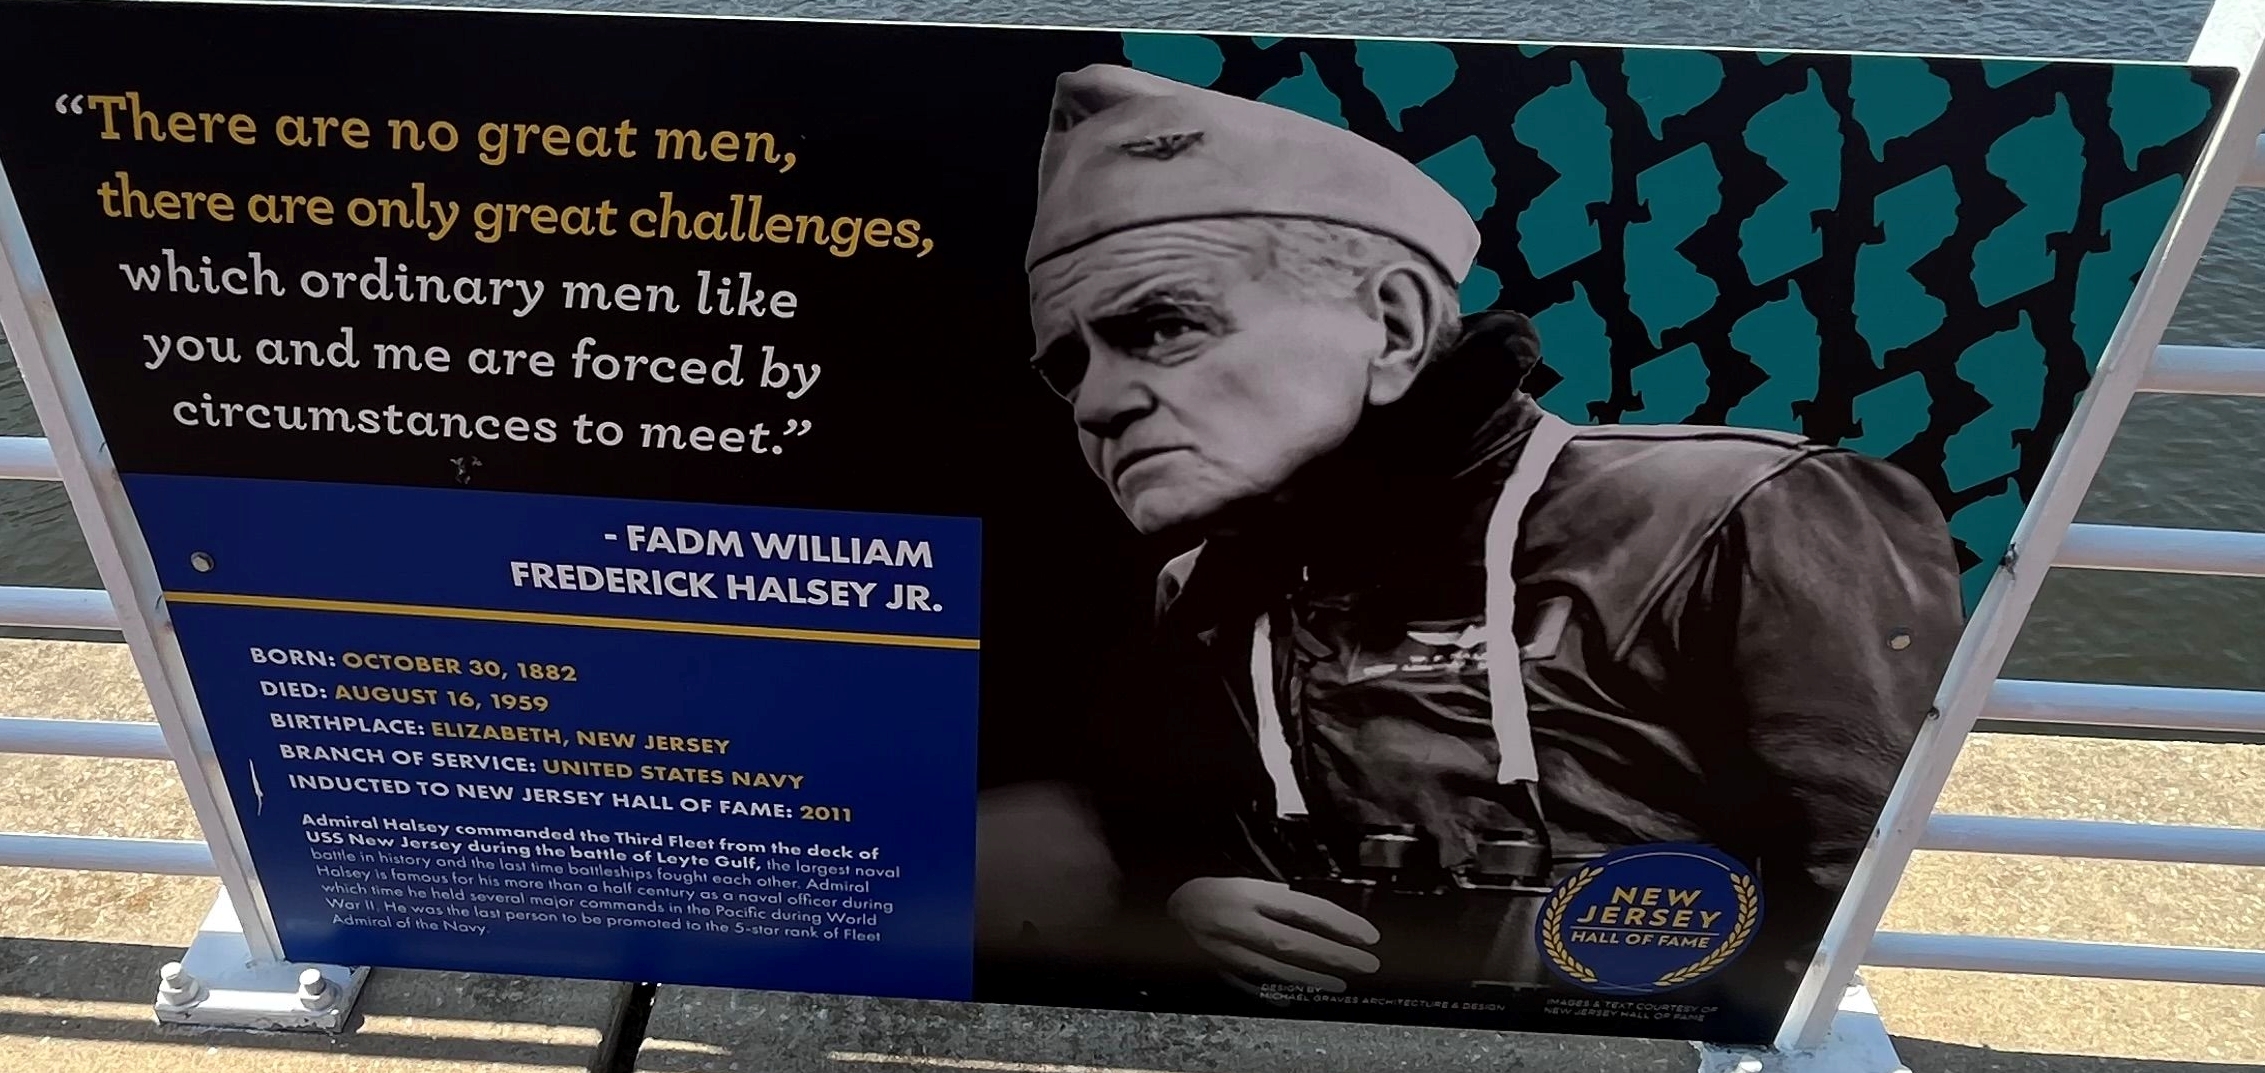 “There are no great men,
there are only great challenges,
which ordinary men like
you and me are forced by
circumstances to meet.”
- FADM WILLIAM
FREDERICK HALSEY JR.
BORN: OCTOBER 30, 1882
DIED: AUGUST 16, 1959
BIRTHPLACE: ELIZABETH, NEW JERSEY
BRANCH OF SERVICE: UNITED STATES NAVY
INDUCTED TO NEW JERSEY HALL OF FAME: 2011
Admiral Halsey commanded the Third Fleet from the deck of
USS New Jersey during the battle of Leyte Gulf, the largest naval
battle in history and the last time battleships fought each other. Admiral
Halsey is famous for his more than a half century as a naval officer during
which time he held several major commands in the Pacific during World
War II. He was the last person to be promoted to the 5-star rank of Fleet
Admiral of the Navy.
NEW
JERSEY
HALL OF FAME
DESIGN BY
MICHAEL GRAVES ARCHITECTURE & DESIGN
IMAGES & TEXT COURTESY OF
NEW JERSEY HALL OF FAME